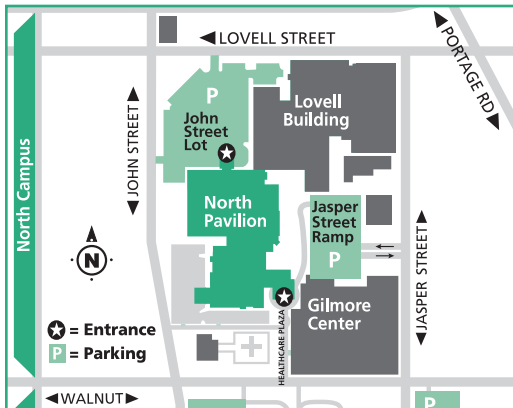 LOVELL STREET
PORTAGE RD
North Campus
JOHN STREET
P
John
Street
Lot
Lovell
Building
North
Pavilion
Jasper
Street
Ramp
P
JASPER STREET
N
Gilmore
Center
HEALTHCARE PLAZA
= Entrance
P = Parking
WALNUT
P